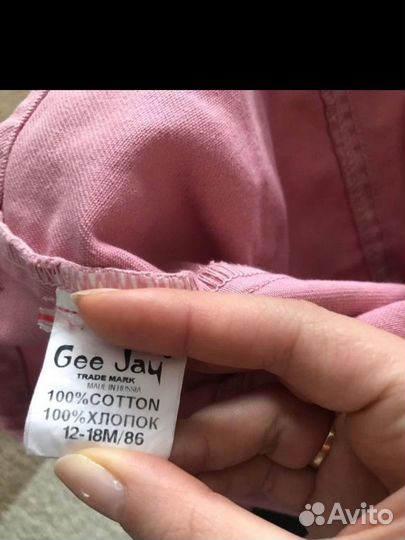 Gee Jay
TRADE MARK
MADE IN RUSSIA
100%COTTON
100%ХЛОПОК
12-18M/86
Avito